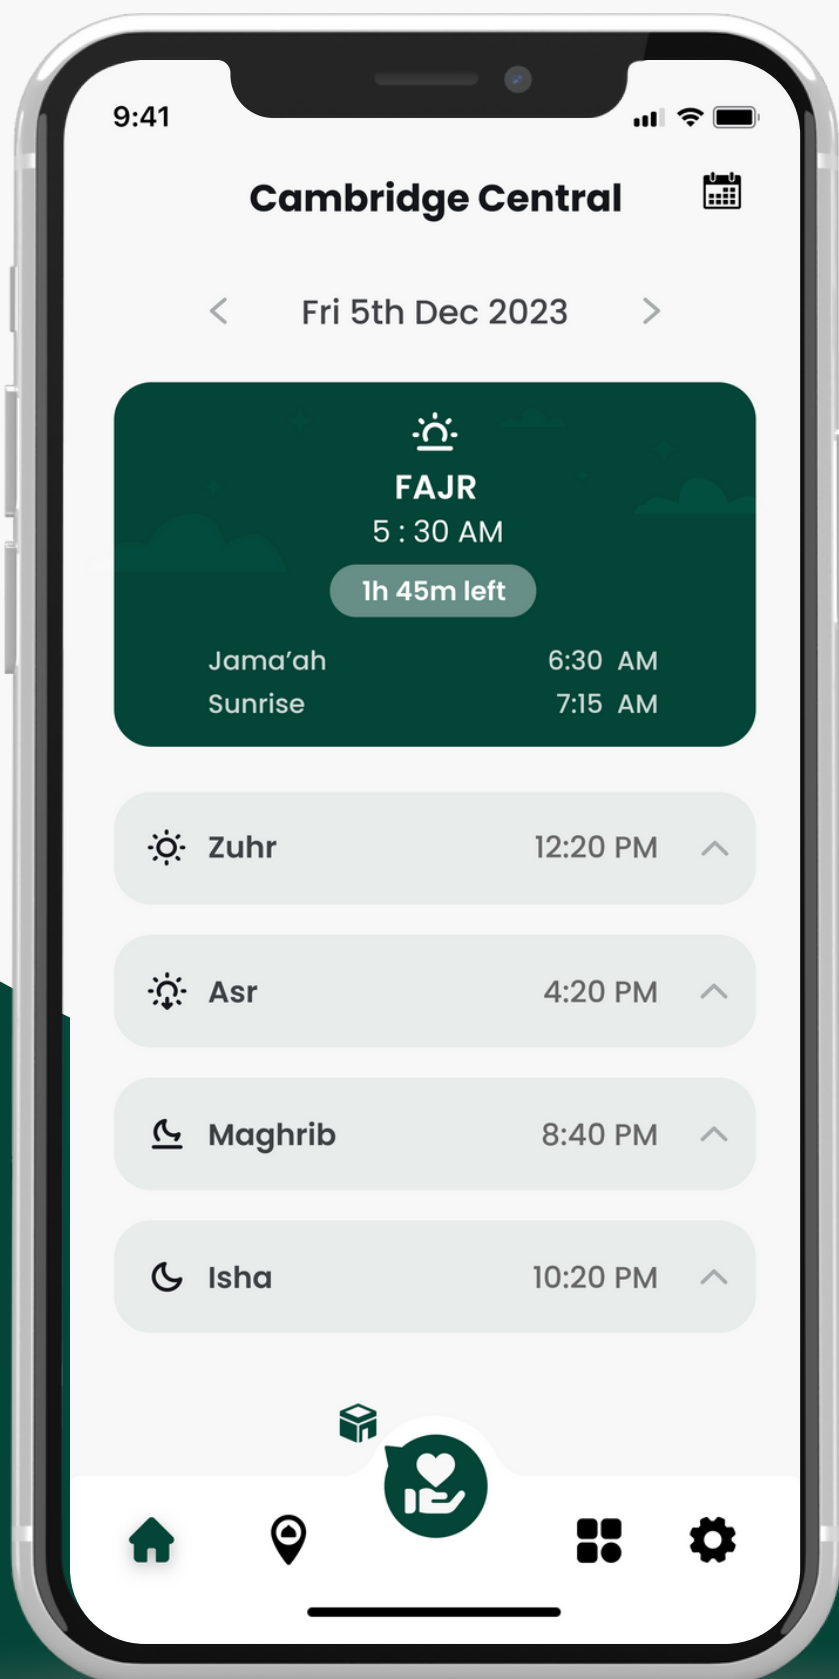 9:41
Cambridge Central
Fri 5th Dec 2023
FAJR
5 : 30 AM
1h 45m left
Jama’ah 6:30 AM
Sunrise 7:15 AM
Zuhr 12:20 PM
Asr 4:20 PM
Maghrib 8:40 PM
Isha 10:20 PM